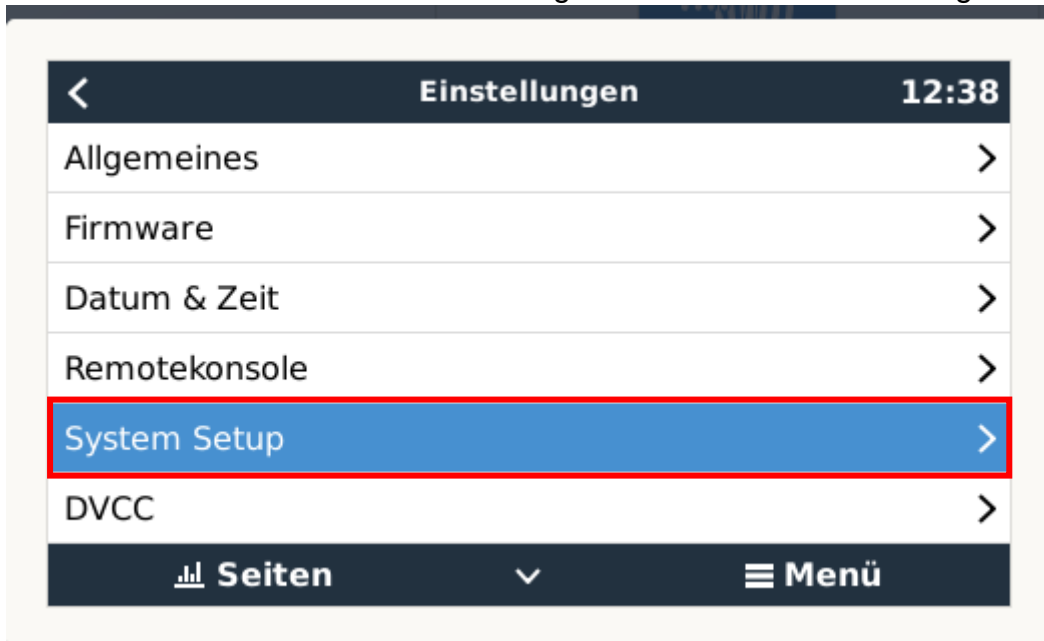 Einstellungen 12:38
Allgemeines
Firmware
Datum & Zeit
Remotekonsole
System Setup
DVCC
Seiten Menü